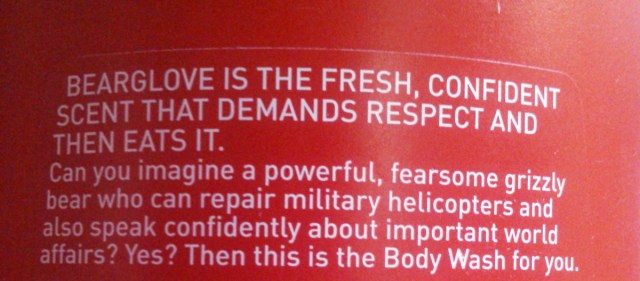 BEARGLOVE IS THE FRESH, CONFIDENT
SCENT THAT DEMANDS RESPECT AND
THEN EATS IT.
Can you imagine a powerful, fearsome grizzly
bear who can repair military helicopters and
also speak confidently about important world
affairs? Yes? Then this is the Body Wash for you.